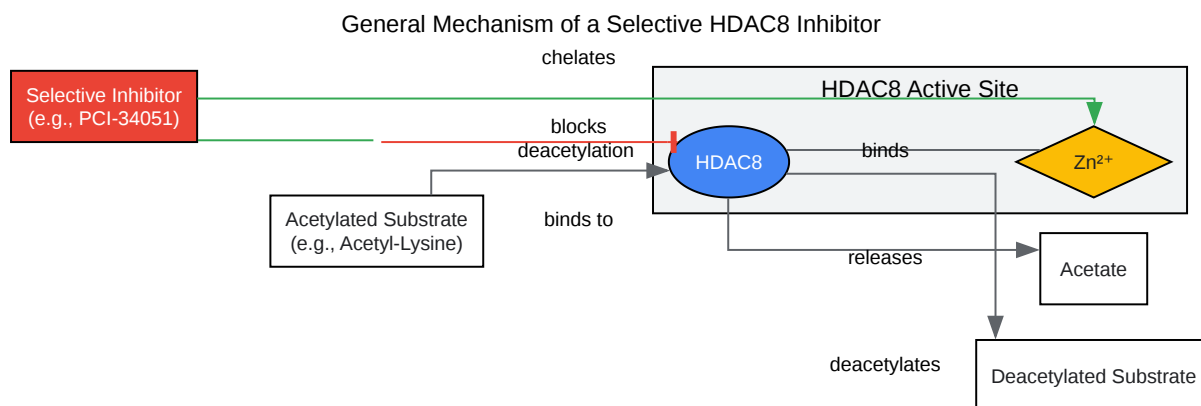 General Mechanism of a Selective HDAC8 Inhibitor
chelates
Selective Inhibitor
(e.g., PCI-34051)
HDAC8 Active Site
blocks
deacetylation
HDAC8
binds
Zn²⁺
Acetylated Substrate
(e.g., Acetyl-Lysine)
binds to
releases
Acetate
deacetylates
Deacetylated Substrate